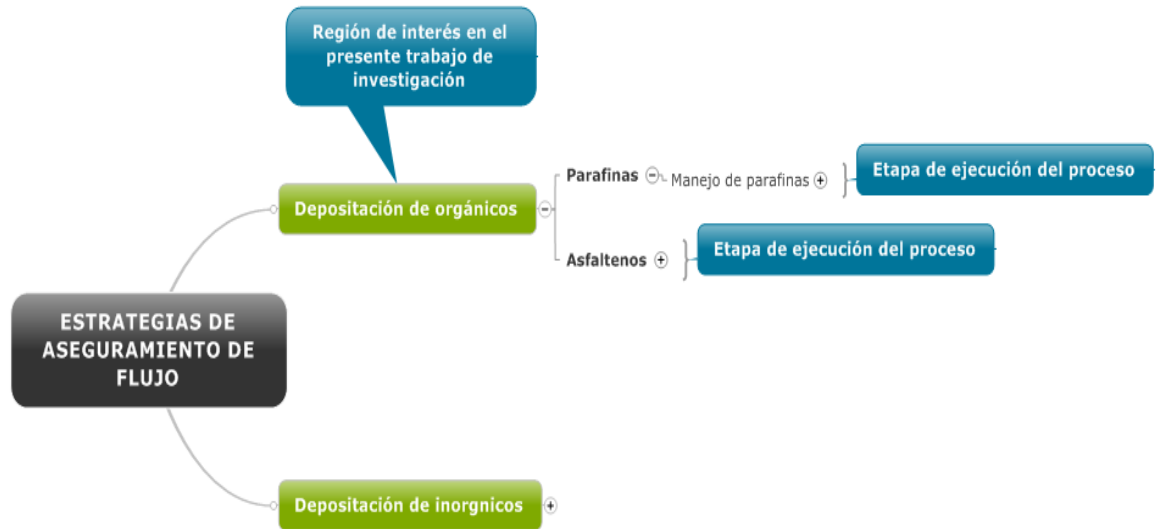 Región de interés en el
presente trabajo de
investigación
Parafinas
Manejo de parafinas
Etapa de ejecución del proceso
Depositación de orgánicos
Asfaltenos
Etapa de ejecución del proceso
ESTRATEGIAS DE
ASEGURAMIENTO DE
FLUJO
Depositación de inorgnicos